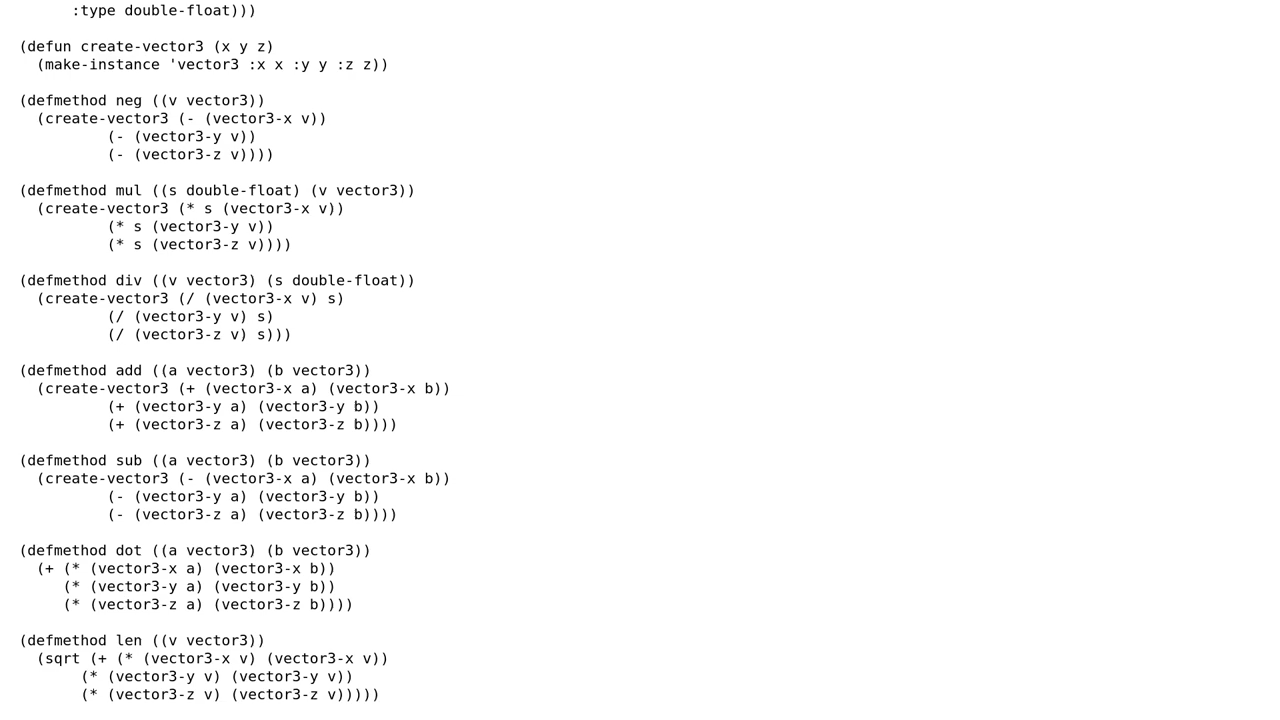 :type double-float)))
(defun create-vector3 (x y z)
(make-instance 'vector3 :x x :y y :z z))
(defmethod neg ((v vector3))
(create-vector3 (- (vector3-x v))
(- (vector3-y v))
(- (vector3-z v))))
(defmethod mul ((s double-float) (v vector3))
(create-vector3 (* s (vector3-x v))
(* s (vector3-y v))
(* s (vector3-z v))))
(defmethod div ((v vector3) (s double-float))
(create-vector3 (/ (vector3-x v) s)
(/ (vector3-y v) s)
(/ (vector3-z v) s)))
(defmethod add ((a vector3) (b vector3))
(create-vector3 (+ (vector3-x a) (vector3-x b))
(+ (vector3-y a) (vector3-y b))
(+ (vector3-z a) (vector3-z b))))
(defmethod sub ((a vector3) (b vector3))
(create-vector3 (- (vector3-x a) (vector3-x b))
(- (vector3-y a) (vector3-y b))
(- (vector3-z a) (vector3-z b))))
(defmethod dot ((a vector3) (b vector3))
(+ (* (vector3-x a) (vector3-x b))
(* (vector3-y a) (vector3-y b))
(* (vector3-z a) (vector3-z b))))
(defmethod len ((v vector3))
(sqrt (+ (* (vector3-x v) (vector3-x v))
(* (vector3-y v) (vector3-y v))
(* (vector3-z v) (vector3-z v)))))